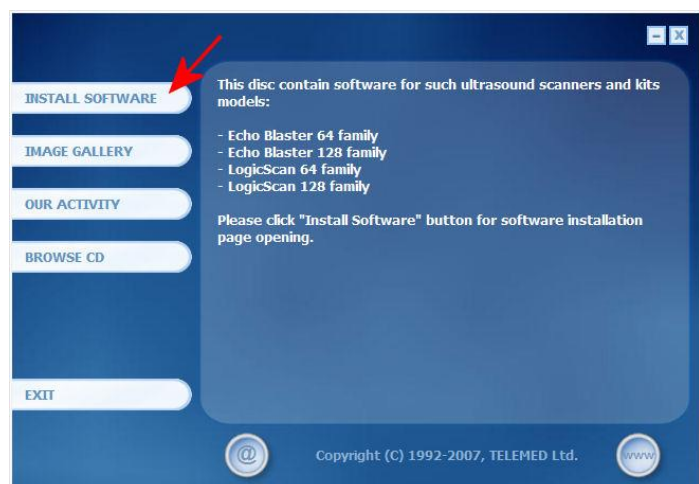 INSTALL SOFTWARE
IMAGE GALLERY
OUR ACTIVITY
BROWSE CD
EXIT
This disc contain software for such ultrasound scanners and kits
models:
- Echo Blaster 64 family
- Echo Blaster 128 family
- LogicScan 64 family
- LogicScan 128 family
Please click "Install Software" button for software installation
page opening.
@
Copyright (C) 1992-2007, TELEMED Ltd.
www